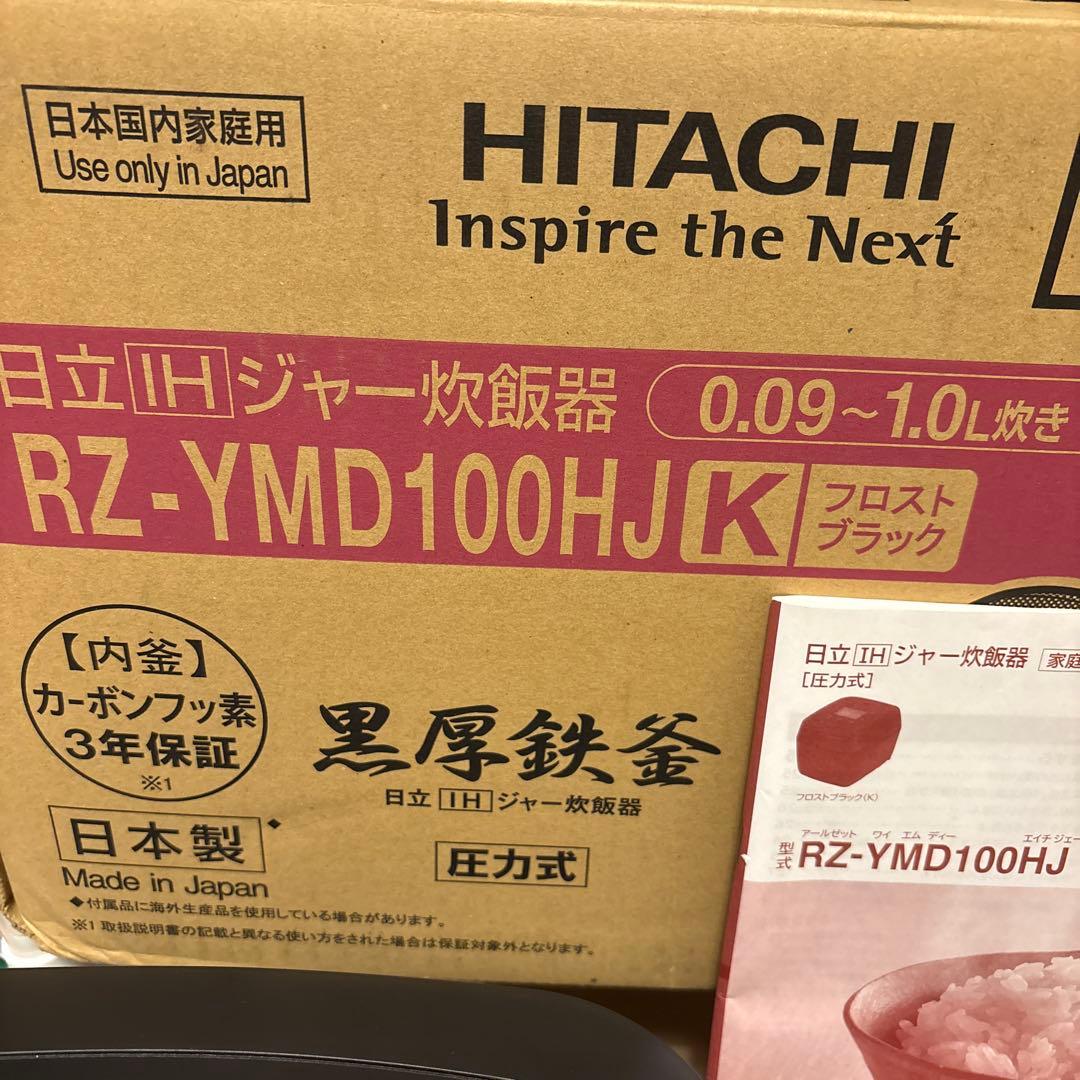 日本国内家庭用
Use only in Japan
HITACHI
Inspire the Next
日立IHジャー炊飯器
0.09~1.0L炊き
RZ-YMD100HJ
K
フロスト
ブラック
【内釜】
カーボンフッ素
3年保証
※1
黒厚鉄釜
日立IHジャー炊飯器
日本製
◆
圧力式
Made in Japan
◆付属品に海外生産品を使用している場合があります。
※1 取扱説明書の記載と異なる使い方をされた場合は保証対象外となります。
日立IHジャー炊飯器
家庭
[圧力式]
フロストブラック(K)
アールゼット ワイ エム ディー エイチジェー
型式 RZ-YMD100HJ